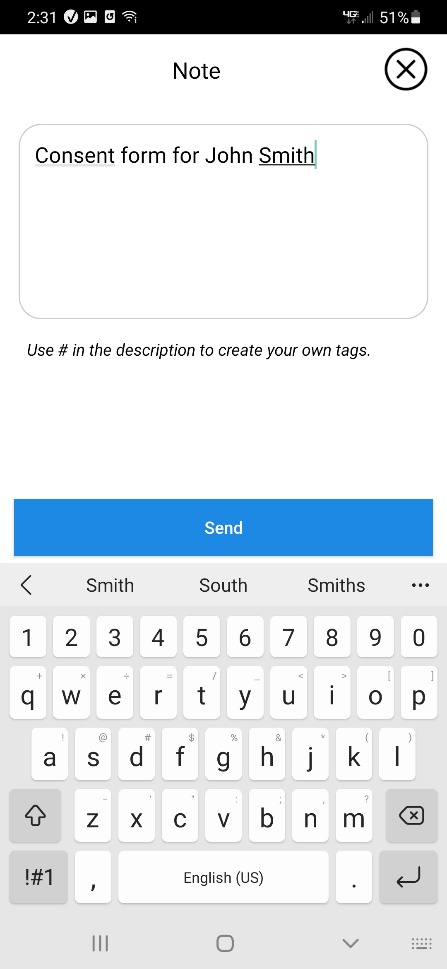 2:31 4G 51%
Note
Consent form for John Smith
Use # in the description to create your own tags.
Send
Smith South Smiths
1 2 3 4 5 6 7 8 9 0
+ × ÷ = / _ < > [ ]
q w e r t y u i o p
! @ # $ % & * ( )
a s d f g h j k l
- ' " : ; , ?
z x c v b n m
!#1 , English (US) .